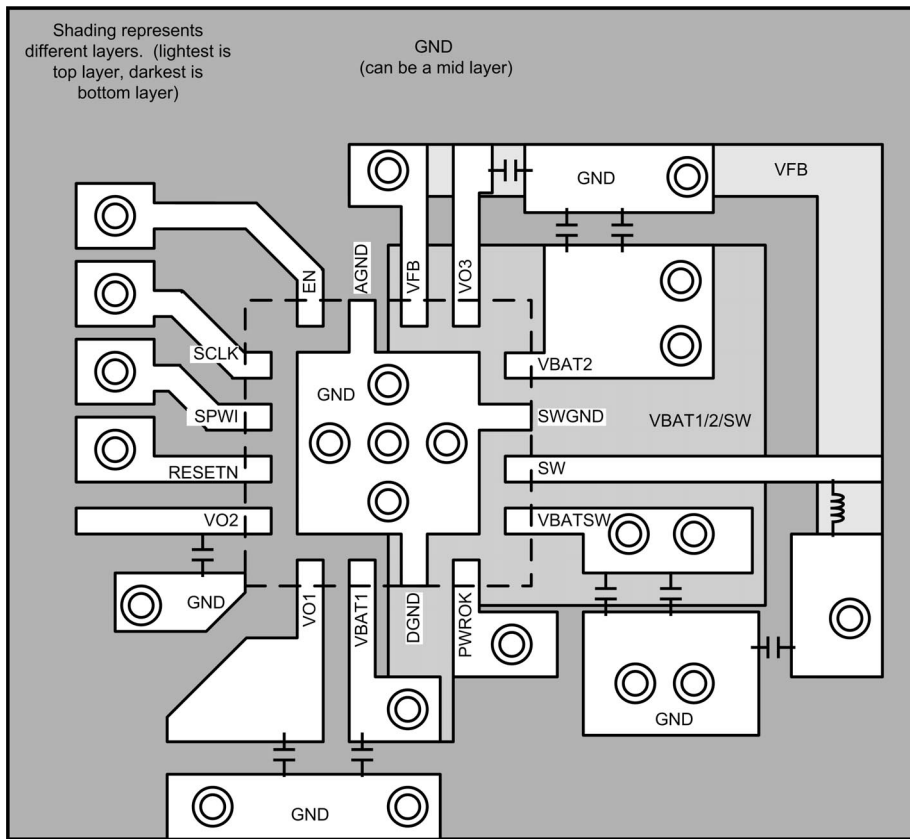 Shading represents
different layers.  (lightest is
top layer, darkest is
bottom layer)
GND
(can be a mid layer)
GND
VFB
EN
AGND
VFB
VO3
SCLK
VBAT2
GND
SPWI
SWGND
VBAT1/2/SW
RESETN
SW
VO2
VBATSW
GND
VO1
VBAT1
DGND
PWROK
GND
GND